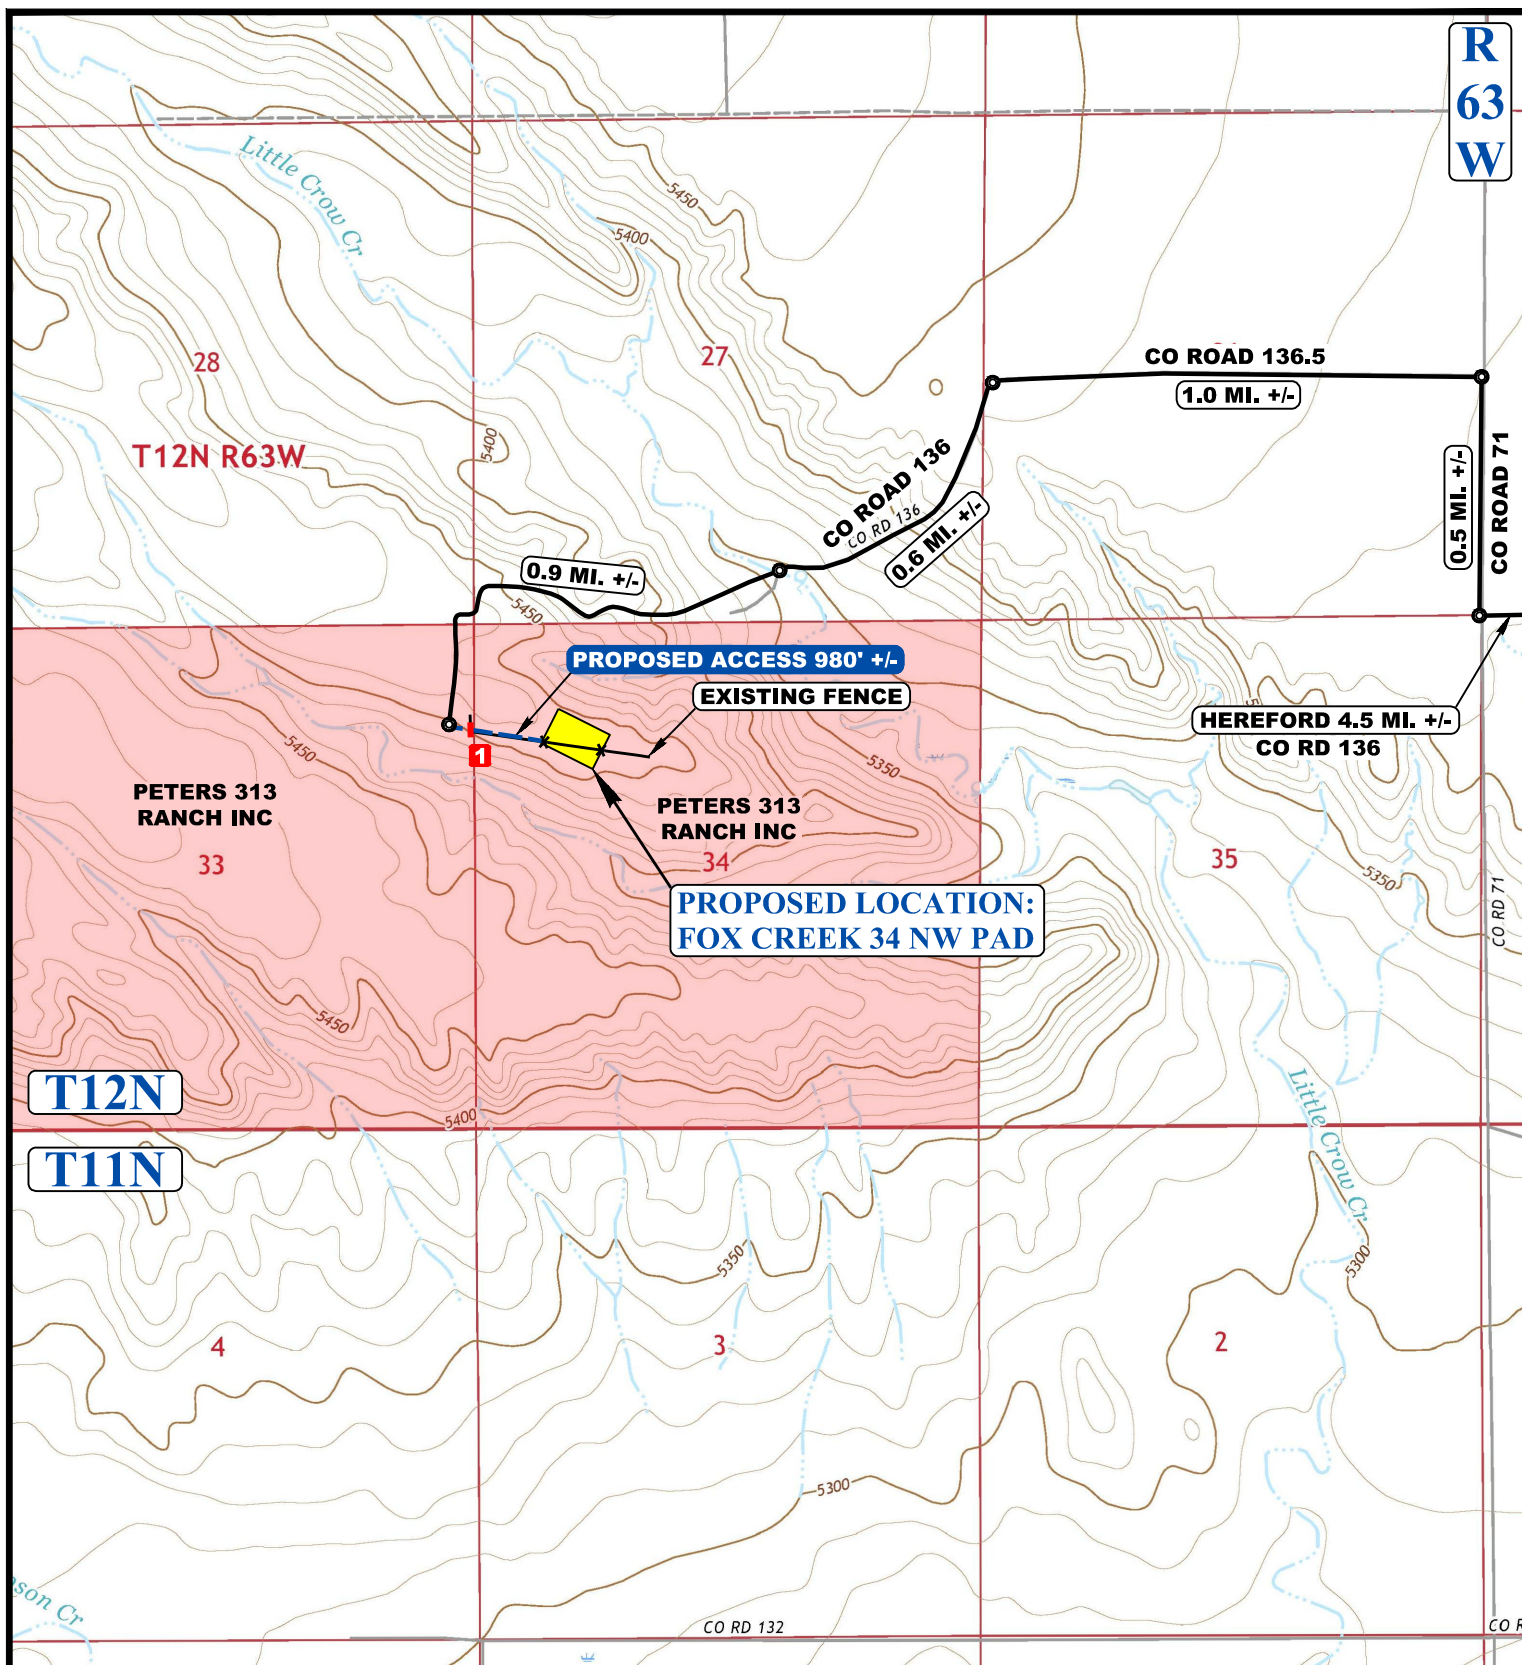 R
63
W
Little Crow Cr
5450
5400
28
27
CO ROAD 136.5
1.0 MI. +/-
T12N R63W
5400
CO ROAD 136
CO RD 136
0.6 MI. +/-
0.5 MI. +/-
CO ROAD 71
0.9 MI. +/-
5450
PROPOSED ACCESS 980' +/-
EXISTING FENCE
HEREFORD 4.5 MI. +/-
CO RD 136
5450
1
5350
PETERS 313
RANCH INC
PETERS 313
RANCH INC
33
34
35
5350
PROPOSED LOCATION:
FOX CREEK 34 NW PAD
CO RD 71
5450
T12N
5400
Little Crow Cr
T11N
5350
5300
4
3
2
5300
CO RD 132